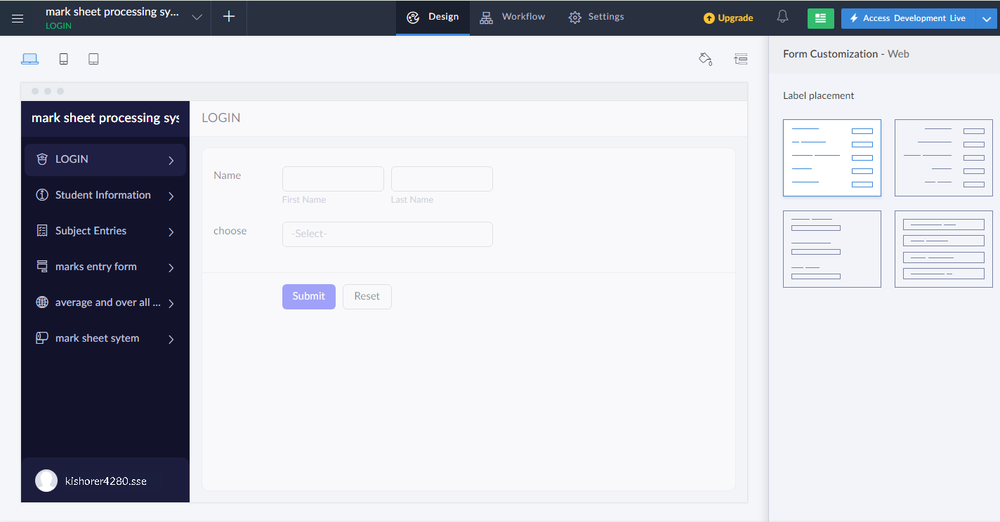 mark sheet processing sy...
LOGIN
Design
Workflow
Settings
Upgrade
Access Development Live
Form Customization - Web
Label placement
mark sheet processing sys
LOGIN
LOGIN
Student Information
Subject Entries
marks entry form
average and over all ...
mark sheet sytem
kishorer4280.sse
Name
First Name
Last Name
choose
-Select-
Submit
Reset